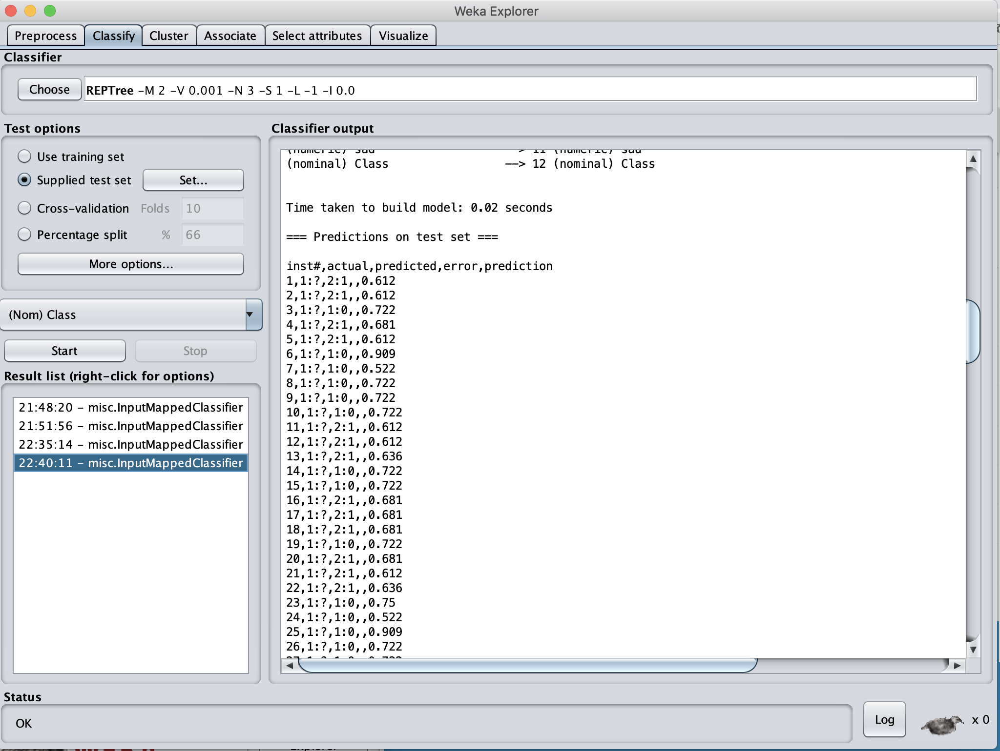 Weka Explorer
Preprocess Classify Cluster Associate Select attributes Visualize
Classifier
Choose REPTree -M 2 -V 0.001 -N 3 -S 1 -L -1 -I 0.0
Test options
Use training set
Supplied test set Set...
Cross-validation Folds 10
Percentage split % 66
More options...
(Nom) Class
Start Stop
Result list (right-click for options)
21:48:20 - misc.InputMappedClassifier
21:51:56 - misc.InputMappedClassifier
22:35:14 - misc.InputMappedClassifier
22:40:11 - misc.InputMappedClassifier
Classifier output
(numeric) sad --> 11 (numeric) sad
(nominal) Class --> 12 (nominal) Class
Time taken to build model: 0.02 seconds
=== Predictions on test set ===
inst#,actual,predicted,error,prediction
1,1:?,2:1,,0.612
2,1:?,2:1,,0.612
3,1:?,1:0,,0.722
4,1:?,2:1,,0.681
5,1:?,2:1,,0.612
6,1:?,1:0,,0.909
7,1:?,1:0,,0.522
8,1:?,1:0,,0.722
9,1:?,1:0,,0.722
10,1:?,1:0,,0.722
11,1:?,2:1,,0.612
12,1:?,2:1,,0.612
13,1:?,2:1,,0.636
14,1:?,1:0,,0.722
15,1:?,1:0,,0.722
16,1:?,2:1,,0.681
17,1:?,2:1,,0.681
18,1:?,2:1,,0.681
19,1:?,1:0,,0.722
20,1:?,2:1,,0.681
21,1:?,2:1,,0.612
22,1:?,2:1,,0.636
23,1:?,1:0,,0.75
24,1:?,1:0,,0.522
25,1:?,1:0,,0.909
26,1:?,1:0,,0.722
Status
OK
Log x 0